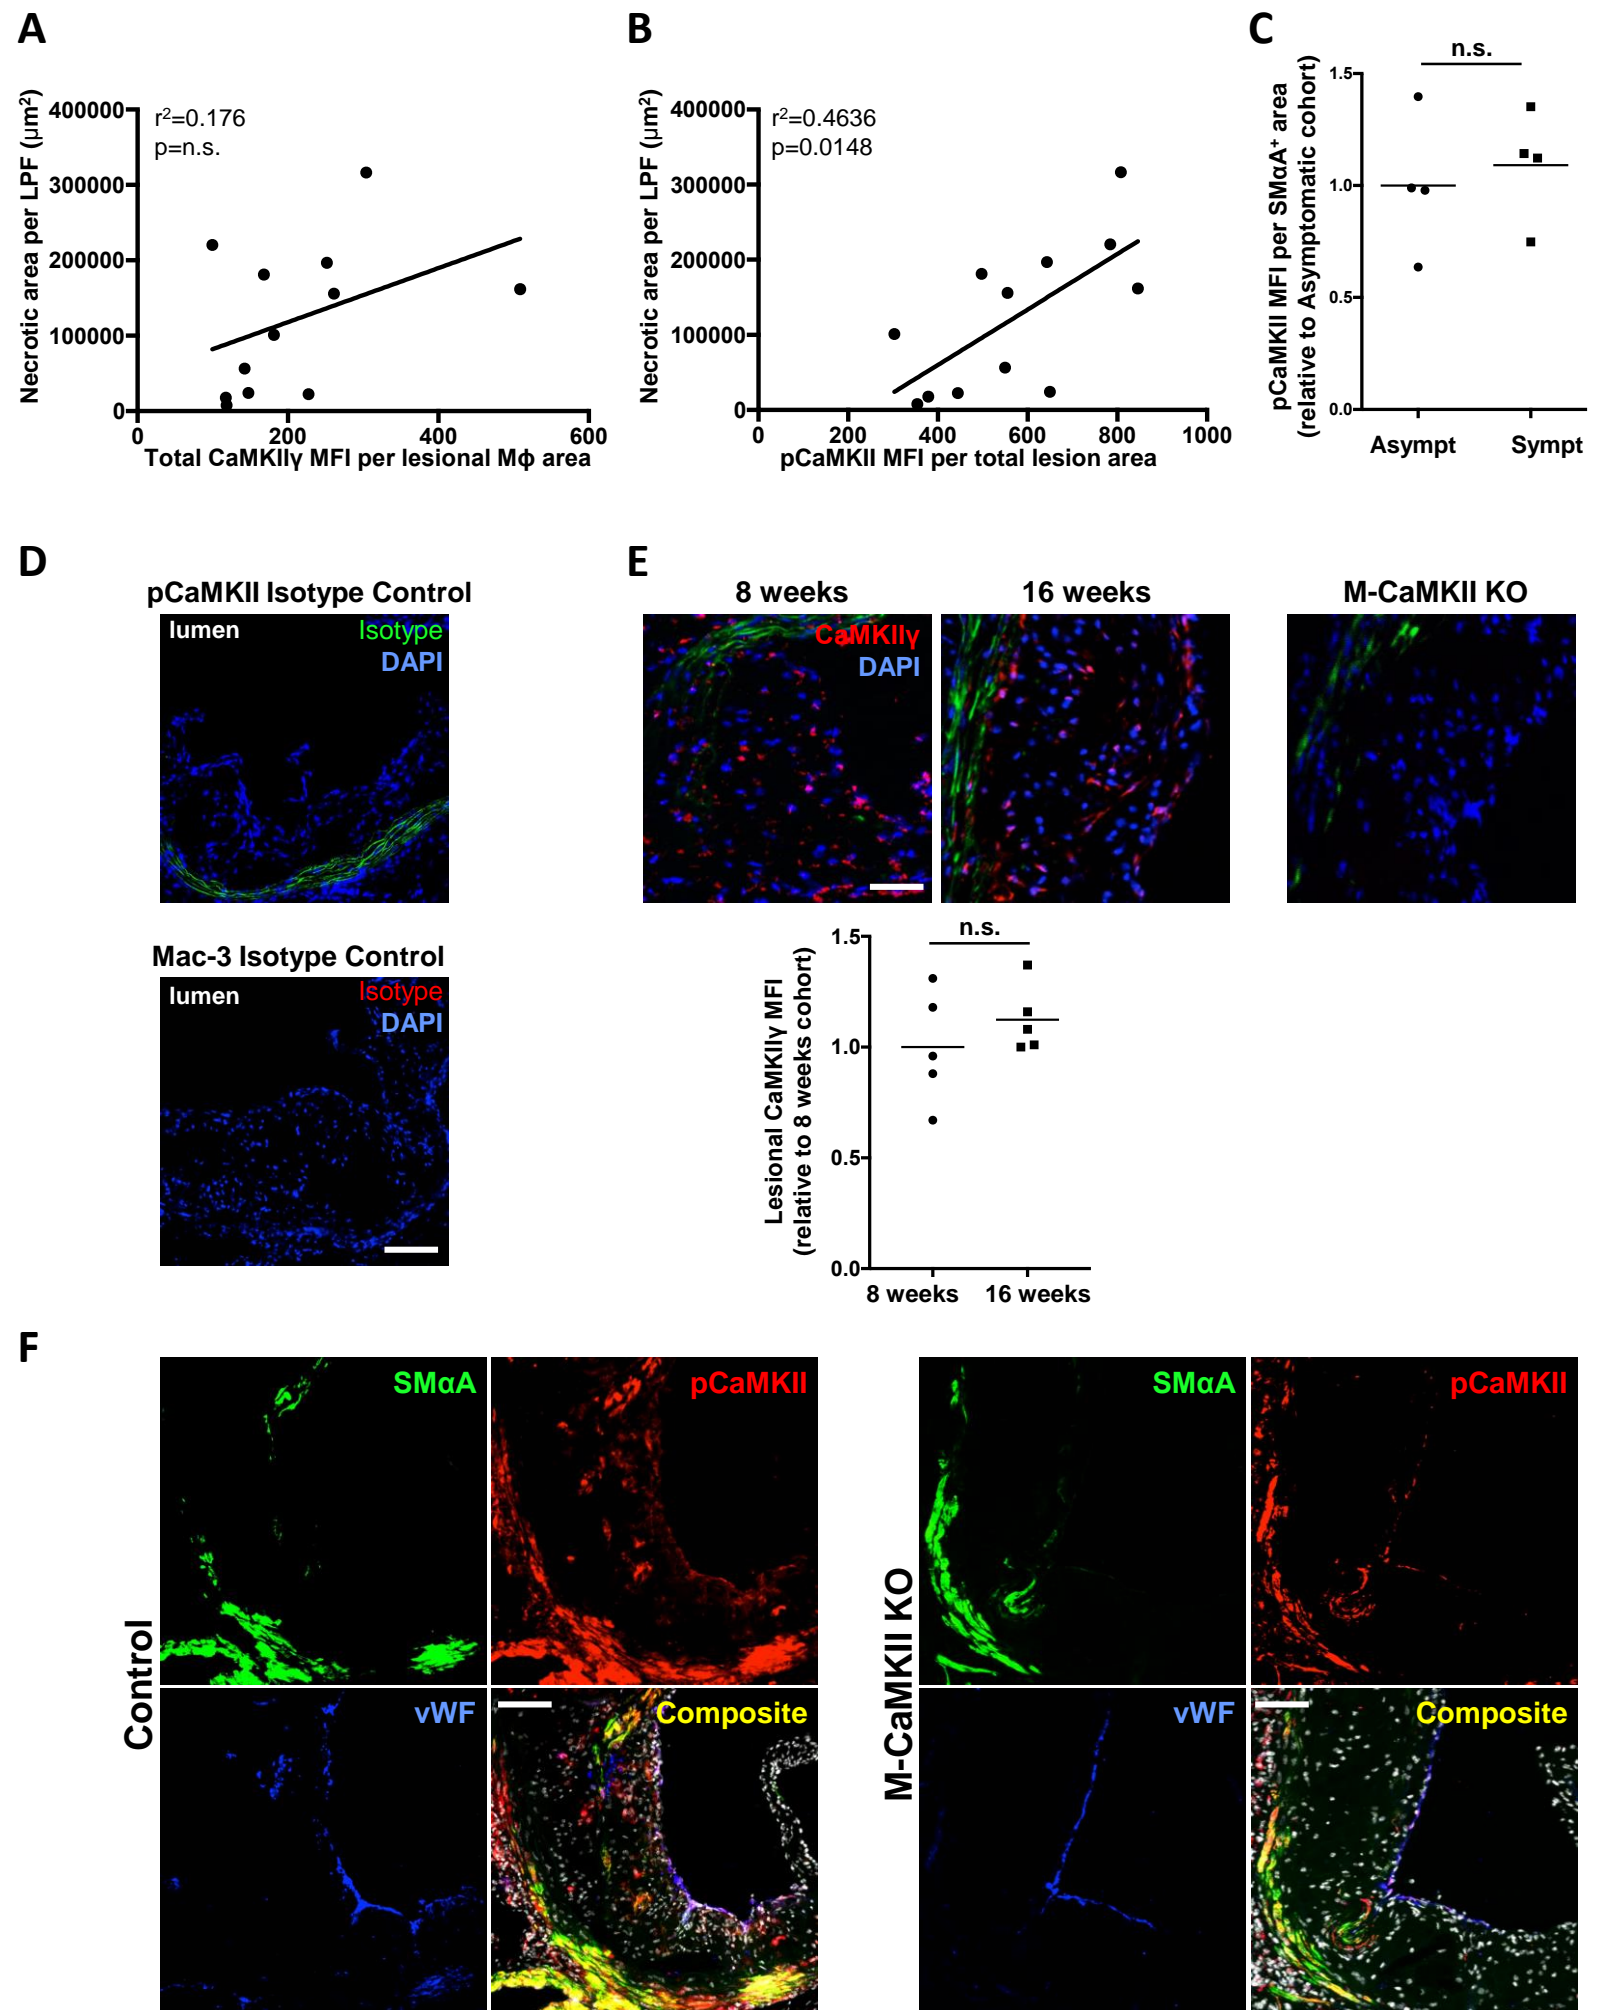 A
r²=0.176
p=n.s.
Necrotic area per LPF (μm²)
400000
300000
200000
100000
0
0 200 400 600
Total CaMKIIγ MFI per lesional Mϕ area
B
r²=0.4636
p=0.0148
Necrotic area per LPF (μm²)
400000
300000
200000
100000
0
0 200 400 600 800 1000
pCaMKII MFI per total lesion area
C
n.s.
pCaMKII MFI per SMαA⁺ area
(relative to Asymptomatic cohort)
1.5
1.0
0.5
0.0
Asympt Sympt
D
pCaMKII Isotype Control
lumen Isotype
DAPI
Mac-3 Isotype Control
lumen Isotype
DAPI
E
8 weeks 16 weeks M-CaMKII KO
CaMKIIγ
DAPI
n.s.
Lesional CaMKIIγ MFI
(relative to 8 weeks cohort)
1.5
1.0
0.5
0.0
8 weeks 16 weeks
F
Control
SMαA pCaMKII
vWF Composite
M-CaMKII KO
SMαA pCaMKII
vWF Composite